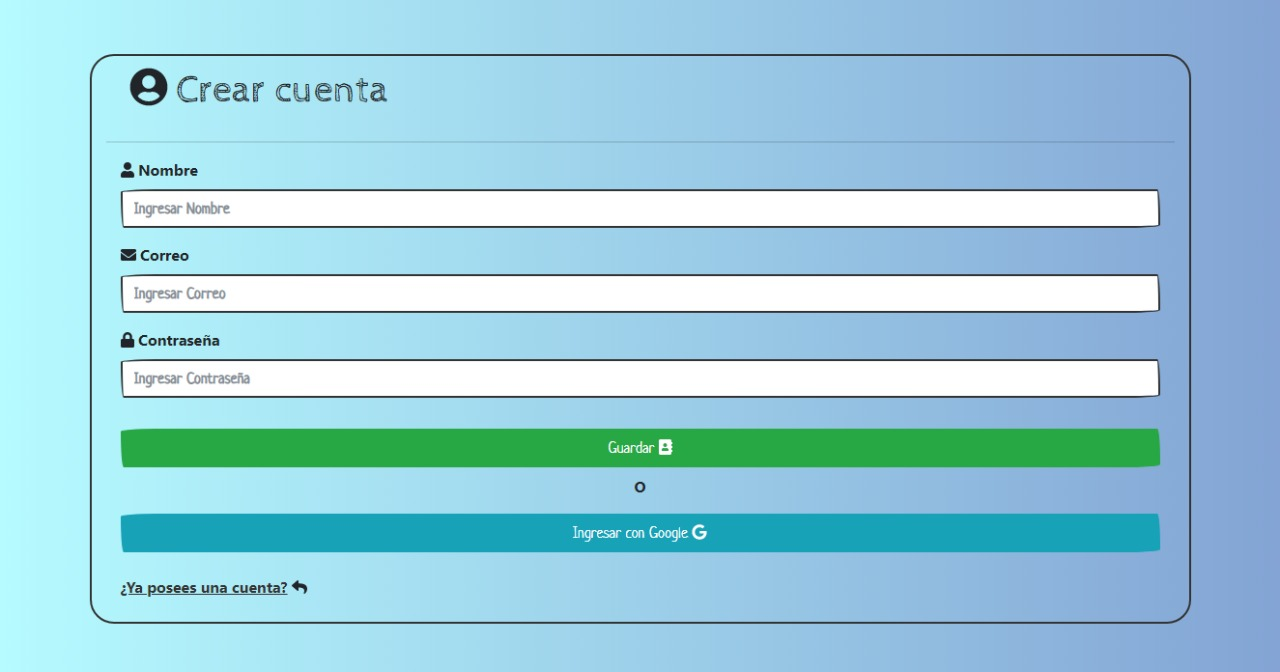 Crear cuenta
Nombre
Ingresar Nombre
Correo
Ingresar Correo
Contraseña
Ingresar Contraseña
Guardar
O
Ingresar con Google
¿Ya posees una cuenta?